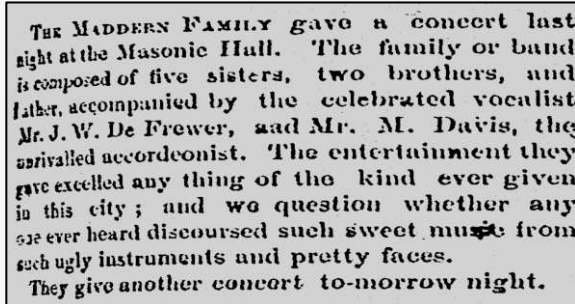 THE MADDERN FAMILY gave a concert last
night at the Masonic Hall. The family or band
is composed of five sisters, two brothers, and
father, accompanied by the celebrated vocalist
Mr. J. W. De Frewer, and Mr. M. Davis, the
unrivalled accordeonist. The entertainment they
gave excelled any thing of the kind ever given
in this city; and we question whether any
one ever heard discoursed such sweet music from
such ugly instruments and pretty faces.
They give another concert to-morrow night.